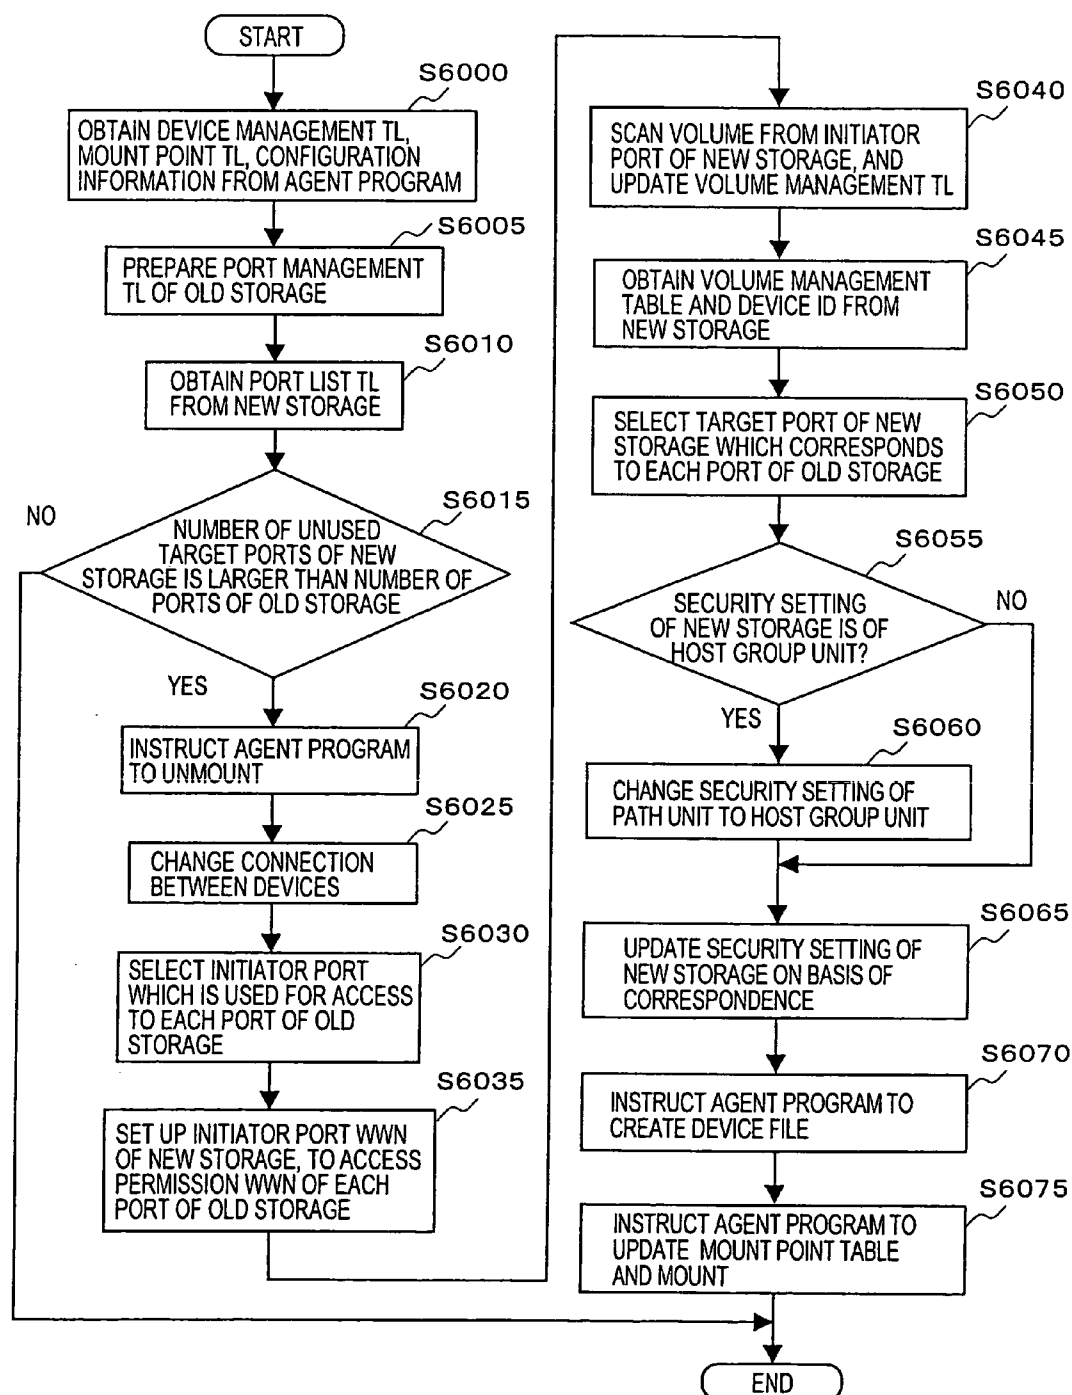 START
S6000
OBTAIN DEVICE MANAGEMENT TL,
MOUNT POINT TL, CONFIGURATION
INFORMATION FROM AGENT PROGRAM
S6005
PREPARE PORT MANAGEMENT
TL OF OLD STORAGE
S6010
OBTAIN PORT LIST TL
FROM NEW STORAGE
S6015
NO
NUMBER OF UNUSED
TARGET PORTS OF NEW
STORAGE IS LARGER THAN NUMBER OF
PORTS OF OLD STORAGE
YES
S6020
INSTRUCT AGENT PROGRAM
TO UNMOUNT
S6025
CHANGE CONNECTION
BETWEEN DEVICES
S6030
SELECT INITIATOR PORT
WHICH IS USED FOR ACCESS
TO EACH PORT OF OLD
STORAGE
S6035
SET UP INITIATOR PORT WWN
OF NEW STORAGE, TO ACCESS
PERMISSION WWN OF EACH
PORT OF OLD STORAGE
S6040
SCAN VOLUME FROM INITIATOR
PORT OF NEW STORAGE, AND
UPDATE VOLUME MANAGEMENT TL
S6045
OBTAIN VOLUME MANAGEMENT
TABLE AND DEVICE ID FROM
NEW STORAGE
S6050
SELECT TARGET PORT OF NEW
STORAGE WHICH CORRESPONDS
TO EACH PORT OF OLD STORAGE
S6055
SECURITY SETTING
OF NEW STORAGE IS OF
HOST GROUP UNIT?
NO
YES
S6060
CHANGE SECURITY SETTING OF
PATH UNIT TO HOST GROUP UNIT
S6065
UPDATE SECURITY SETTING OF
NEW STORAGE ON BASIS OF
CORRESPONDENCE
S6070
INSTRUCT AGENT PROGRAM TO
CREATE DEVICE FILE
S6075
INSTRUCT AGENT PROGRAM TO
UPDATE MOUNT POINT TABLE
AND MOUNT
END